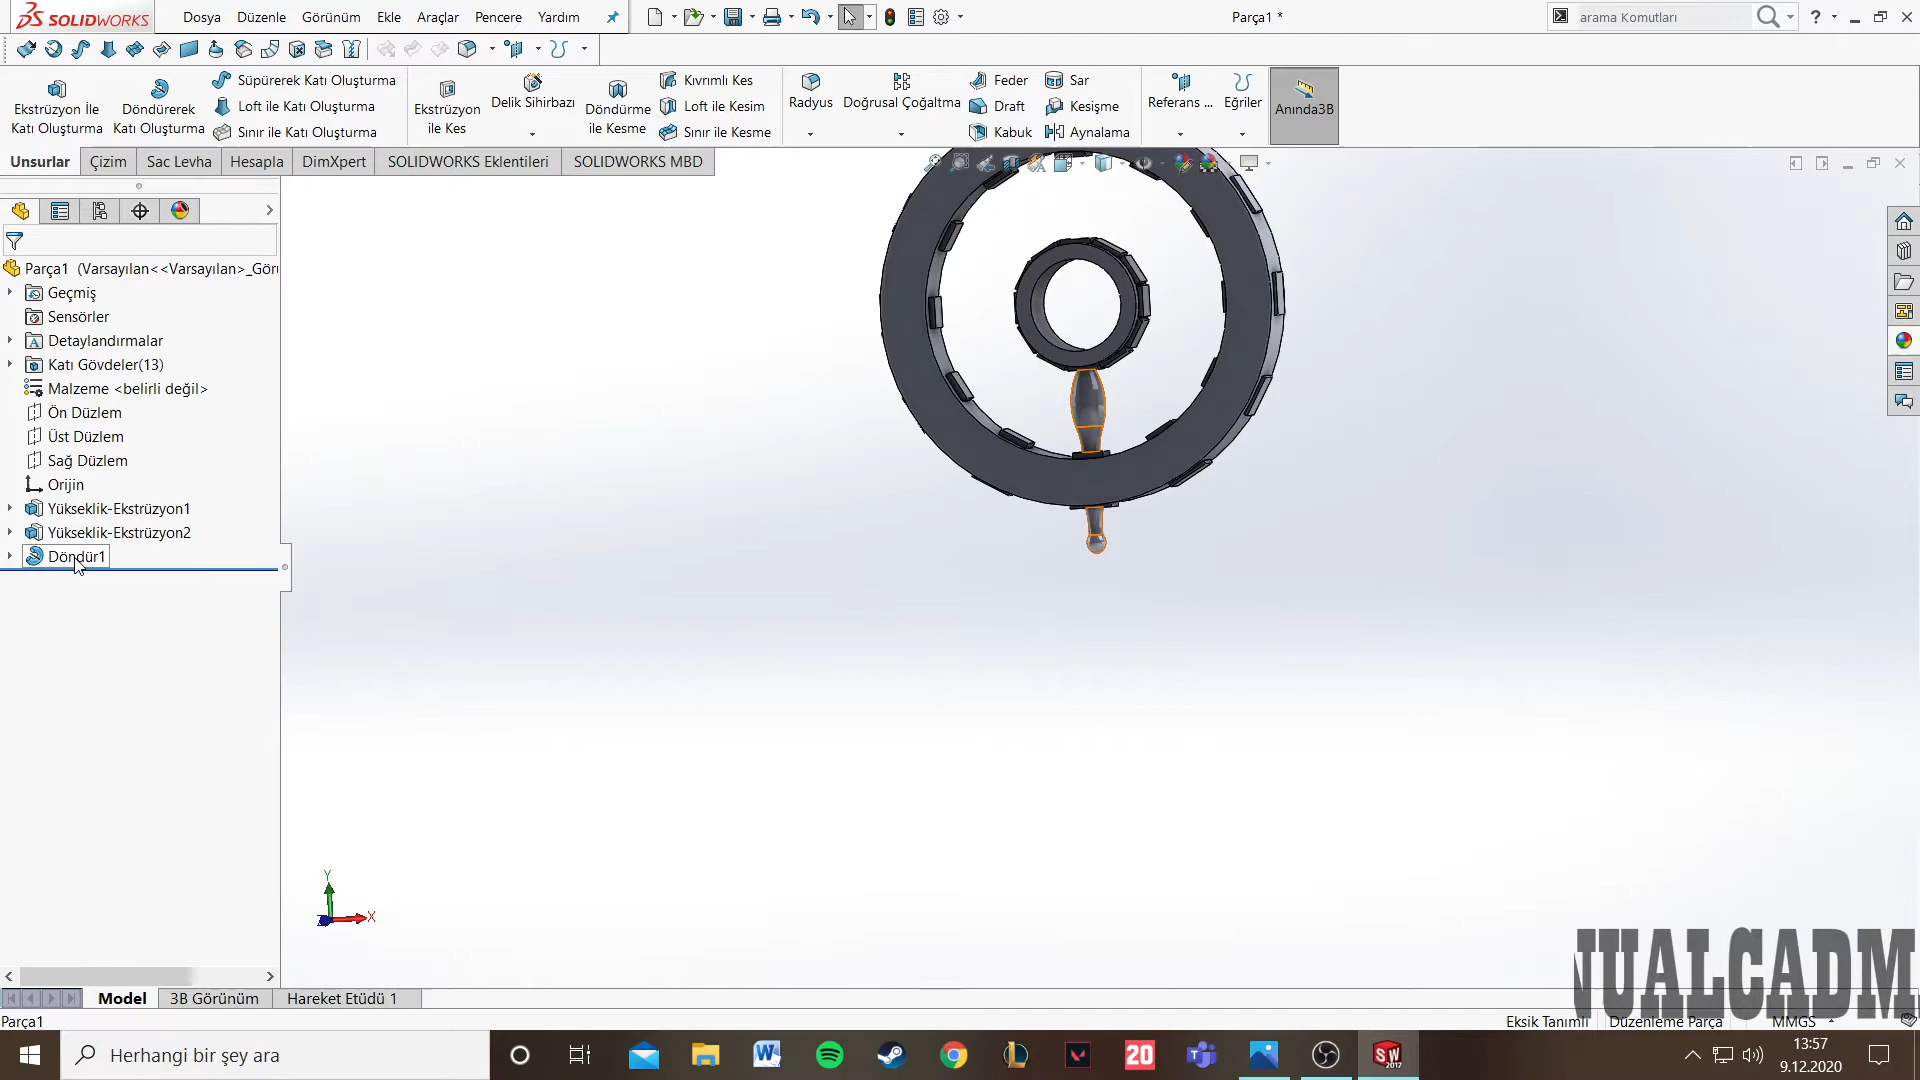 SOLIDWORKS
Dosya Düzenle Görünüm Ekle Araçlar Pencere Yardım
Parça1 *
arama Komutları
?
Ekstrüzyon İle
Katı Oluşturma
Döndürerek
Katı Oluşturma
Süpürerek Katı Oluşturma
Loft ile Katı Oluşturma
Sınır ile Katı Oluşturma
Ekstrüzyon
ile Kes
Delik Sihirbazı
Döndürme
ile Kesme
Kıvrımlı Kes
Loft ile Kesim
Sınır ile Kesme
Radyus
Doğrusal Çoğaltma
Feder
Draft
Kabuk
Sar
Kesişme
Aynalama
Referans ...
Eğriler
Anında3B
Unsurlar Çizim Sac Levha Hesapla DimXpert SOLIDWORKS Eklentileri SOLIDWORKS MBD
Parça1 (Varsayılan<<Varsayılan>_Görü
Geçmiş
Sensörler
Detaylandırmalar
Katı Gövdeler(13)
Malzeme <belirli değil>
Ön Düzlem
Üst Düzlem
Sağ Düzlem
Orijin
Yükseklik-Ekstrüzyon1
Yükseklik-Ekstrüzyon2
Döndür1
Y
X
NUALCADM
Model 3B Görünüm Hareket Etüdü 1
Parça1
Eksik Tanımlı Düzenleme Parça MMGS
Herhangi bir şey ara
20
SW
2017
13:57
9.12.2020